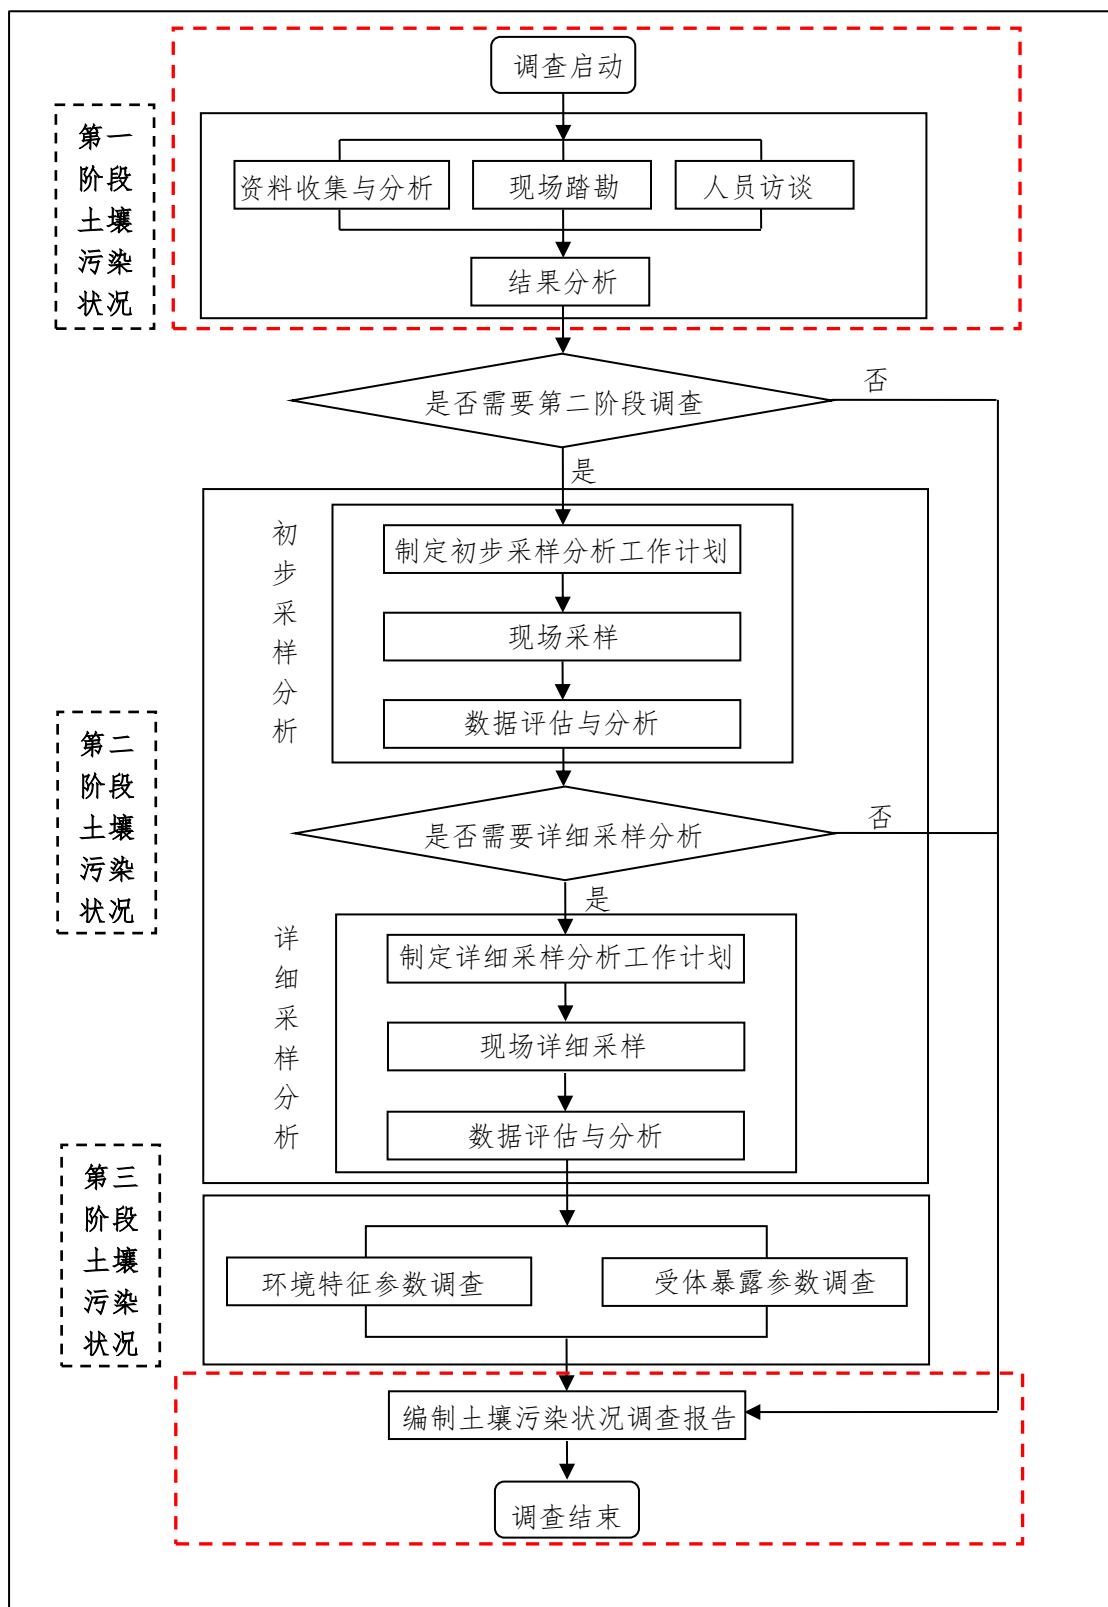 调查启动
第一
阶段
土壤
污染
状况
资料收集与分析
现场踏勘
人员访谈
结果分析
是否需要第二阶段调查
否
是
初
步
采
样
分
析
制定初步采样分析工作计划
现场采样
数据评估与分析
第二
阶段
土壤
污染
状况
是否需要详细采样分析
否
是
详
细
采
样
分
析
制定详细采样分析工作计划
现场详细采样
数据评估与分析
第三
阶段
土壤
污染
状况
环境特征参数调查
受体暴露参数调查
编制土壤污染状况调查报告
调查结束